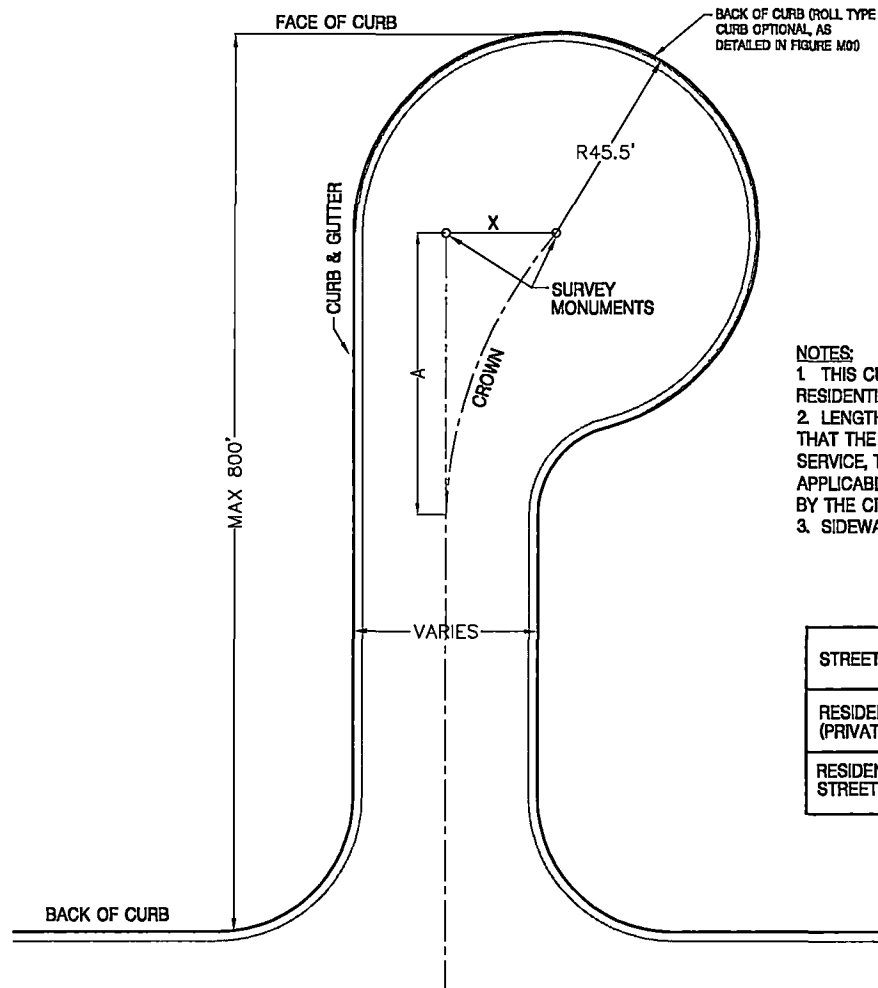 FACE OF CURB
BACK OF CURB (ROLL TYPE
CURB OPTIONAL, AS
DETAILED IN FIGURE M01)
R45.5'
CURB & GUTTER
X
SURVEY
MONUMENTS
A
CROWN
MAX 800'
VARIES
BACK OF CURB
NOTES:
1. THIS CU
RESIDENTI
2. LENGTH
THAT THE
SERVICE, T
APPLICABI
BY THE CI
3. SIDEWA
STREET
RESIDE
(PRIVAT
RESIDEN
STREET